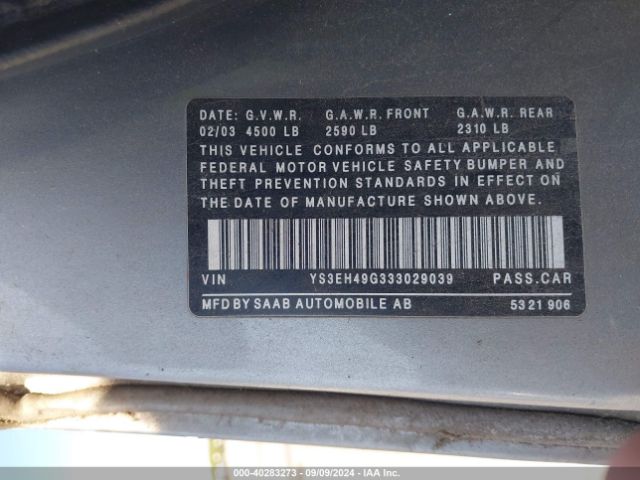 DATE: G.V.W.R. G.A.W.R. FRONT G.A.W.R. REAR
02/03 4500 LB 2590 LB 2310 LB
THIS VEHICLE CONFORMS TO ALL APPLICABLE
FEDERAL MOTOR VEHICLE SAFETY BUMPER AND
THEFT PREVENTION STANDARDS IN EFFECT ON
THE DATE OF MANUFACTURE SHOWN ABOVE.
VIN YS3EH49G333029039 PASS.CAR
MFD BY SAAB AUTOMOBILE AB 5321 906
000-40283273 - 09/09/2024 - IAA Inc.